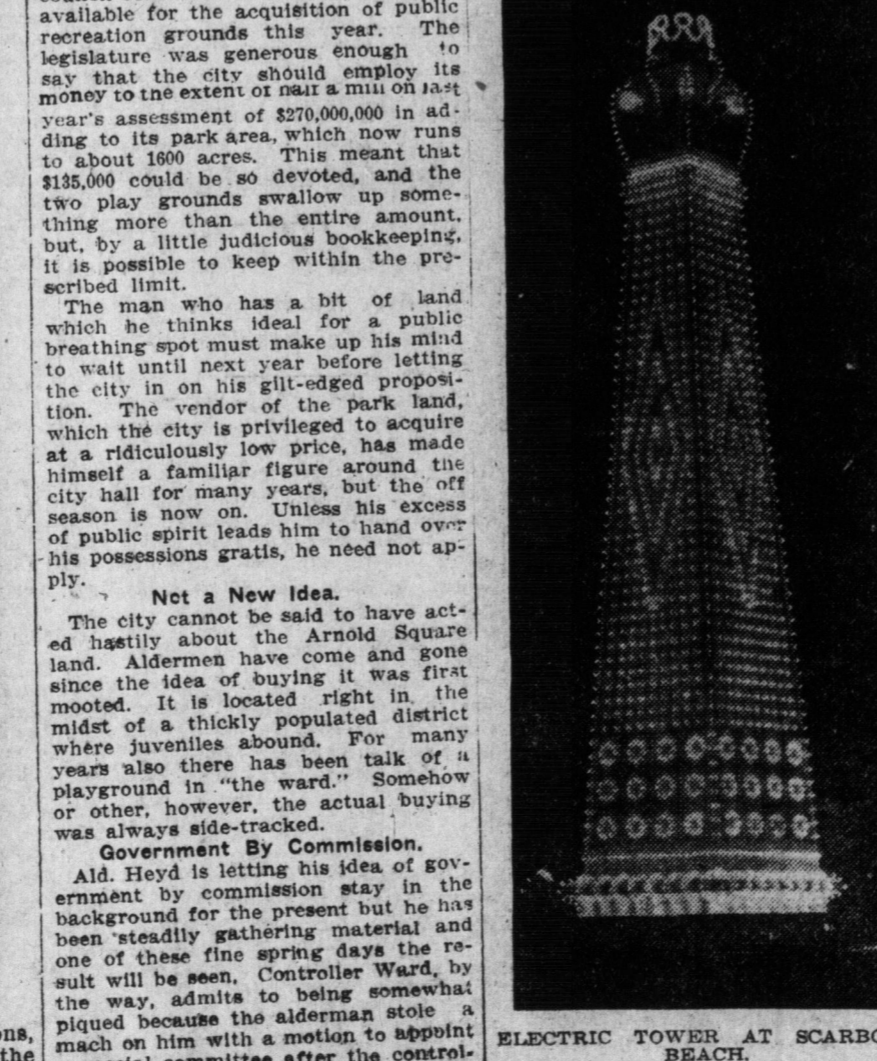 available for the acquisition of public
recreation grounds this year. The
legislature was generous enough to
say that the city should employ its
money to the extent of half a mill on last
year's assessment of $270,000,000 in ad-
ding to its park area, which now runs
to about 1600 acres. This meant that
$135,000 could be so devoted, and the
two play grounds swallow up some-
thing more than the entire amount,
but, by a little judicious bookkeeping,
it is possible to keep within the pre-
scribed limit.
The man who has a bit of land
which he thinks ideal for a public
breathing spot must make up his mind
to wait until next year before letting
the city in on his gilt-edged proposi-
tion. The vendor of the park land,
which the city is privileged to acquire
at a ridiculously low price, has made
himself a familiar figure around the
city hall for many years, but the off
season is now on. Unless his excess
of public spirit leads him to hand over
his possessions gratis, he need not ap-
ply.
Not a New Idea.
The city cannot be said to have act-
ed hastily about the Arnold Square
land. Aldermen have come and gone
since the idea of buying it was first
mooted. It is located right in the
midst of a thickly populated district
where juveniles abound. For many
years also there has been talk of a
playground in "the ward." Somehow
or other, however, the actual buying
was always side-tracked.
Government By Commission.
Ald. Heyd is letting his idea of gov-
ernment by commission stay in the
background for the present but he has
been steadily gathering material and
one of these fine spring days the re-
sult will be seen. Controller Ward, by
the way, admits to being somewhat
piqued because the alderman stole a
mach on him with a motion to appoint
committee after the control-
ons,
the
ELECTRIC TOWER AT SCARBO
BEACH.